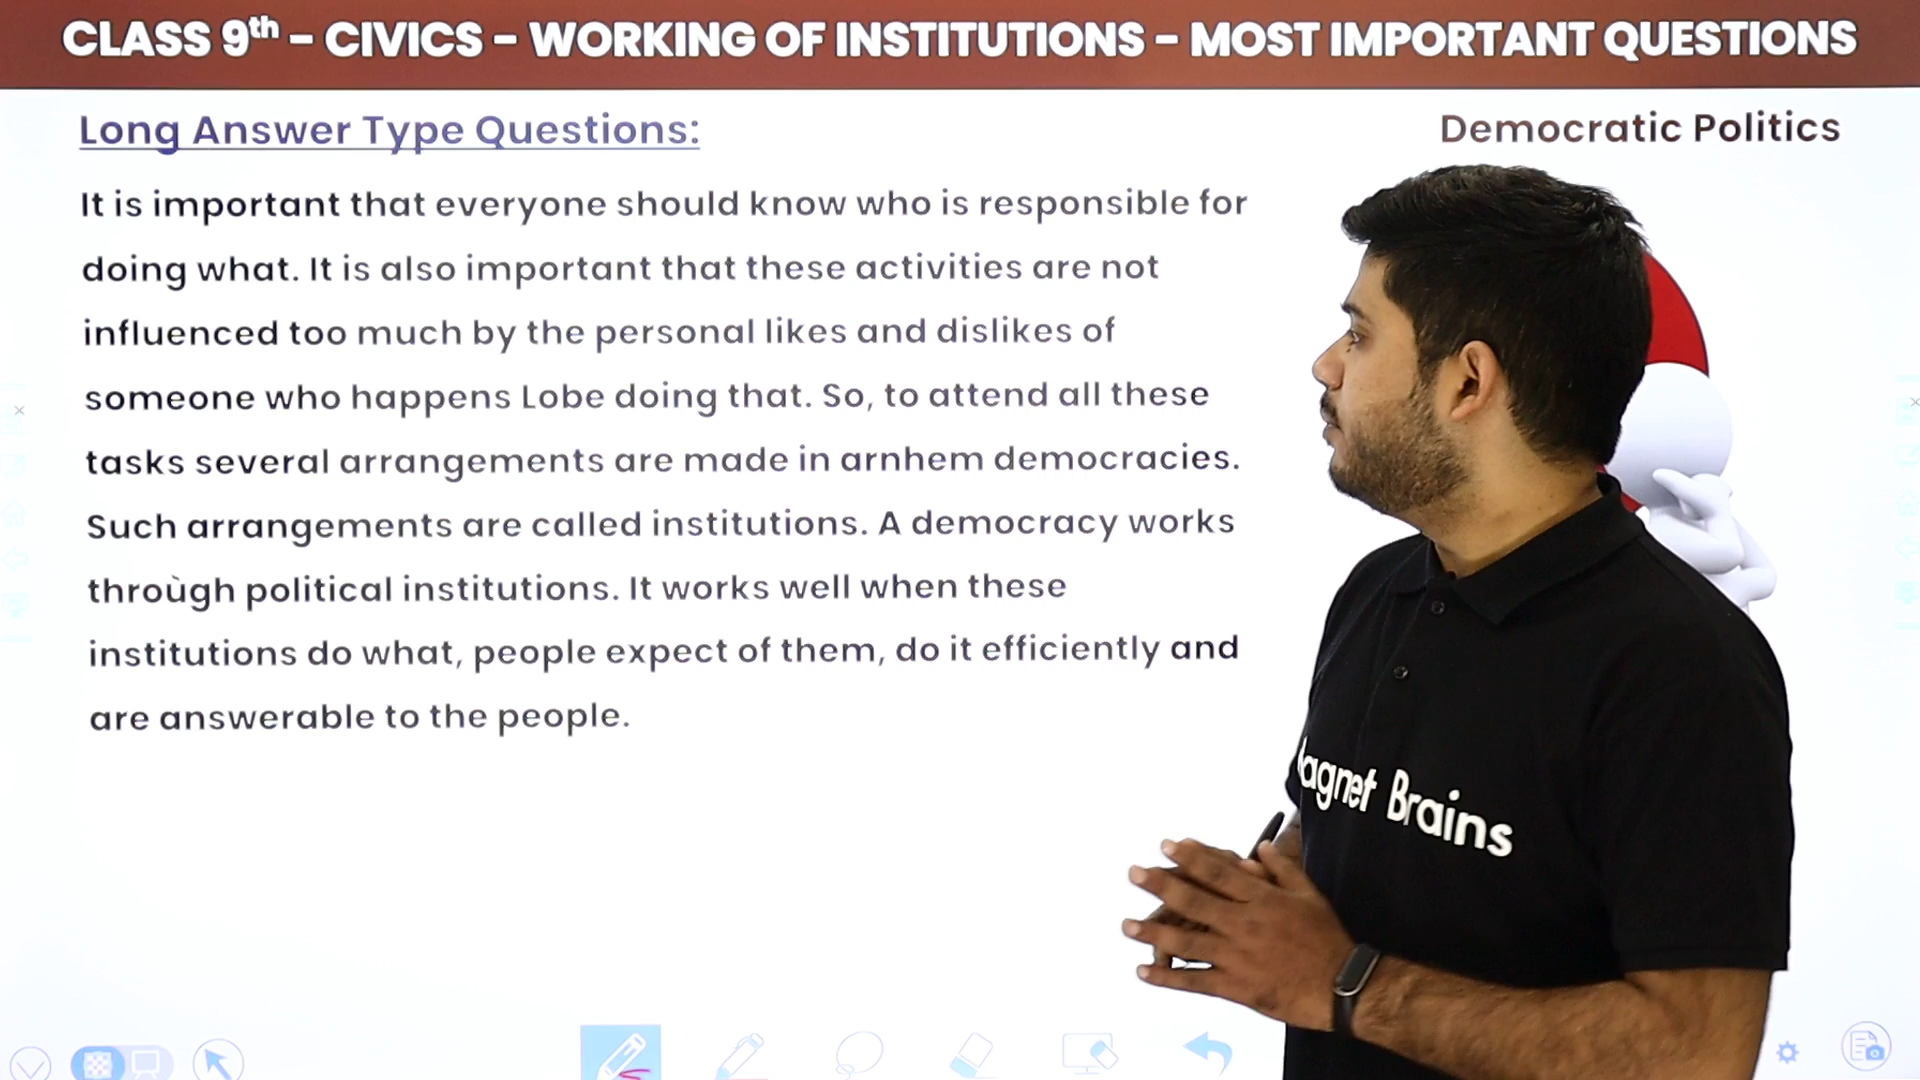 CLASS 9th - CIVICS - WORKING OF INSTITUTIONS - MOST IMPORTANT QUESTIONS
Long Answer Type Questions:
Democratic Politics
It is important that everyone should know who is responsible for
doing what. It is also important that these activities are not
influenced too much by the personal likes and dislikes of
someone who happens Lobe doing that. So, to attend all these
tasks several arrangements are made in arnhem democracies.
Such arrangements are called institutions. A democracy works
through political institutions. It works well when these
institutions do what, people expect of them, do it efficiently and
are answerable to the people.
agnet Brains